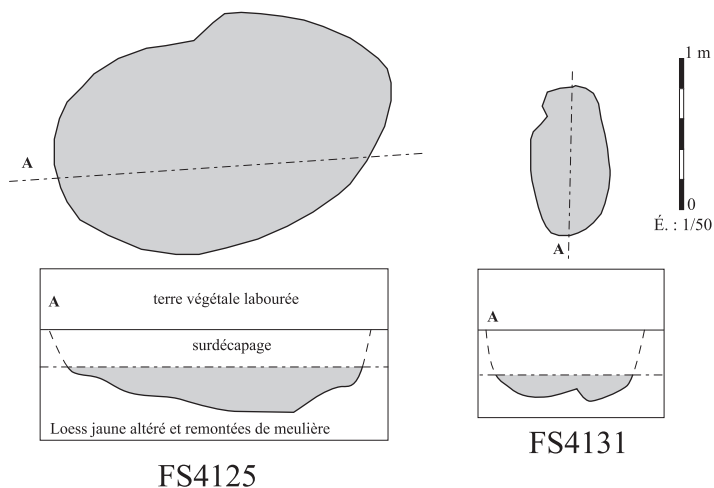 1 m
A
0
É. : 1/50
A
A
terre végétale labourée
A
surdécapage
Loess jaune altéré et remontées de meulière
FS4131
FS4125